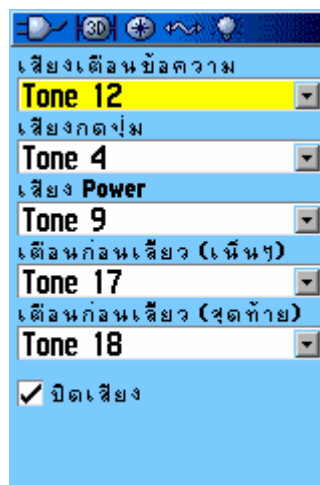 3D
เสียงเตือนข้อความ
Tone 12
เสียงกดปุ่ม
Tone 4
เสียง Power
Tone 9
เตือนก่อนเลี้ยว (เนิ่นๆ)
Tone 17
เตือนก่อนเลี้ยว (สุดท้าย)
Tone 18
ปิดเสียง